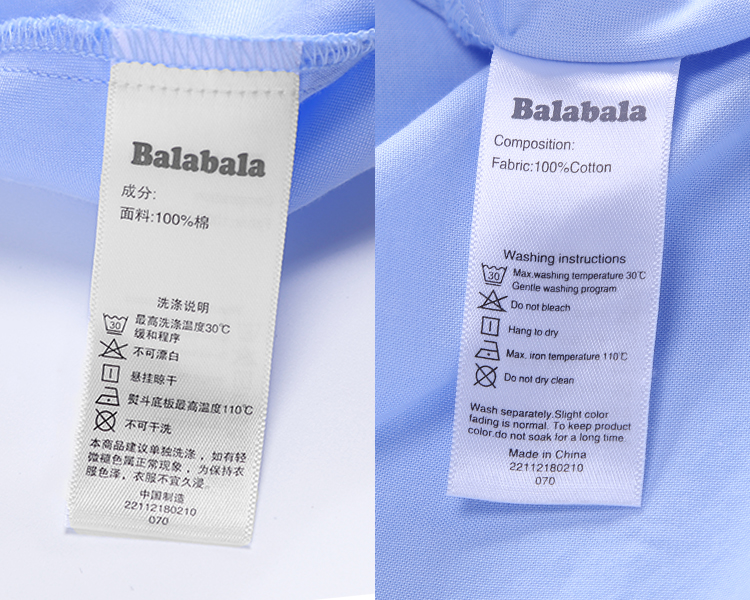 Balabala
成分:
面料:100%棉
洗涤说明
30
最高洗涤温度30℃
缓和程序
不可漂白
悬挂晾干
熨斗底板最高温度110℃
不可干洗
本商品建议单独洗涤，如有轻
微褪色属正常现象，为保持衣
服色泽，衣服不宜久浸。
中国制造
22112180210
070
Balabala
Composition:
Fabric:100%Cotton
Washing instructions
30
Max.washing temperature 30℃
Gentle washing program
Do not bleach
Hang to dry
Max. iron temperature 110℃
Do not dry clean
Wash separately.Slight color
fading is normal. To keep product
color,do not soak for a long time.
Made in China
22112180210
070